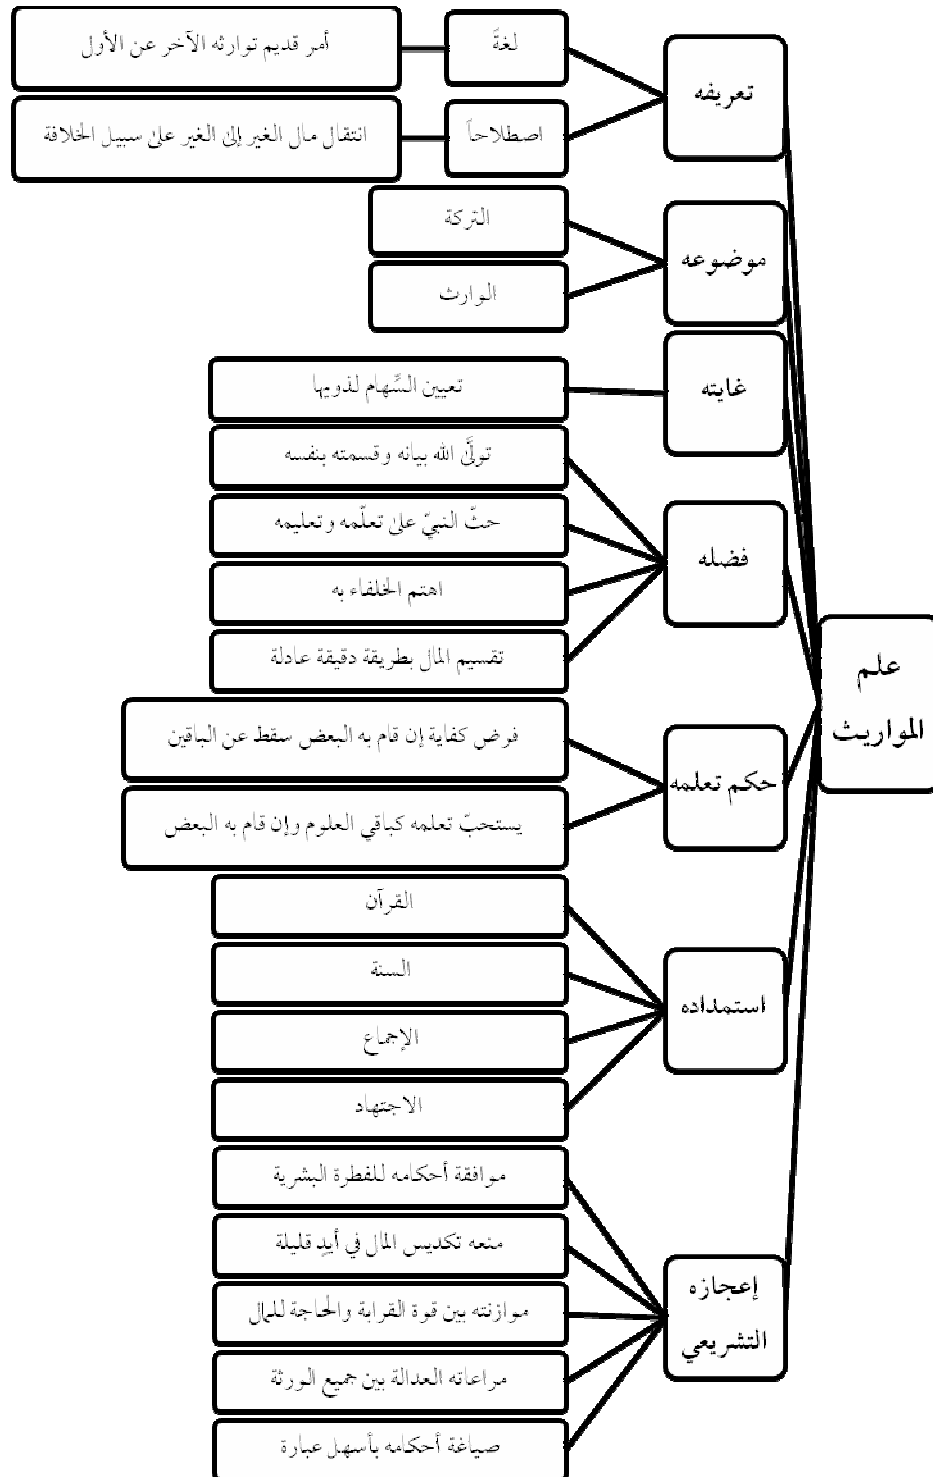 علم
المواريث
تعريفه
لغةً
أمر قديم توارثه الآخر عن الأول
اصطلاحاً
انتقال مال الغير إلى الغير على سبيل الخلافة
موضوعه
التركة
الوارث
غايته
تعيين السِّهام لذويها
فضله
تولَّى الله بيانه وقسمته بنفسه
حثّ النبيّ على تعلّمه وتعليمه
اهتم الخلفاء به
تقسيم المال بطريقة دقيقة عادلة
حكم تعلمه
فرض كفاية إن قام به البعض سقط عن الباقين
يستحبّ تعلمه كباقي العلوم وإن قام به البعض
استمداده
القرآن
السنة
الإجماع
الاجتهاد
إعجازه
التشريعي
موافقة أحكامه للفطرة البشرية
منعه تكديس المال في أيدٍ قليلة
موازنته بين قوة القرابة والحاجة للمال
مراعاته العدالة بين جميع الورثة
صياغة أحكامه بأسهل عبارة